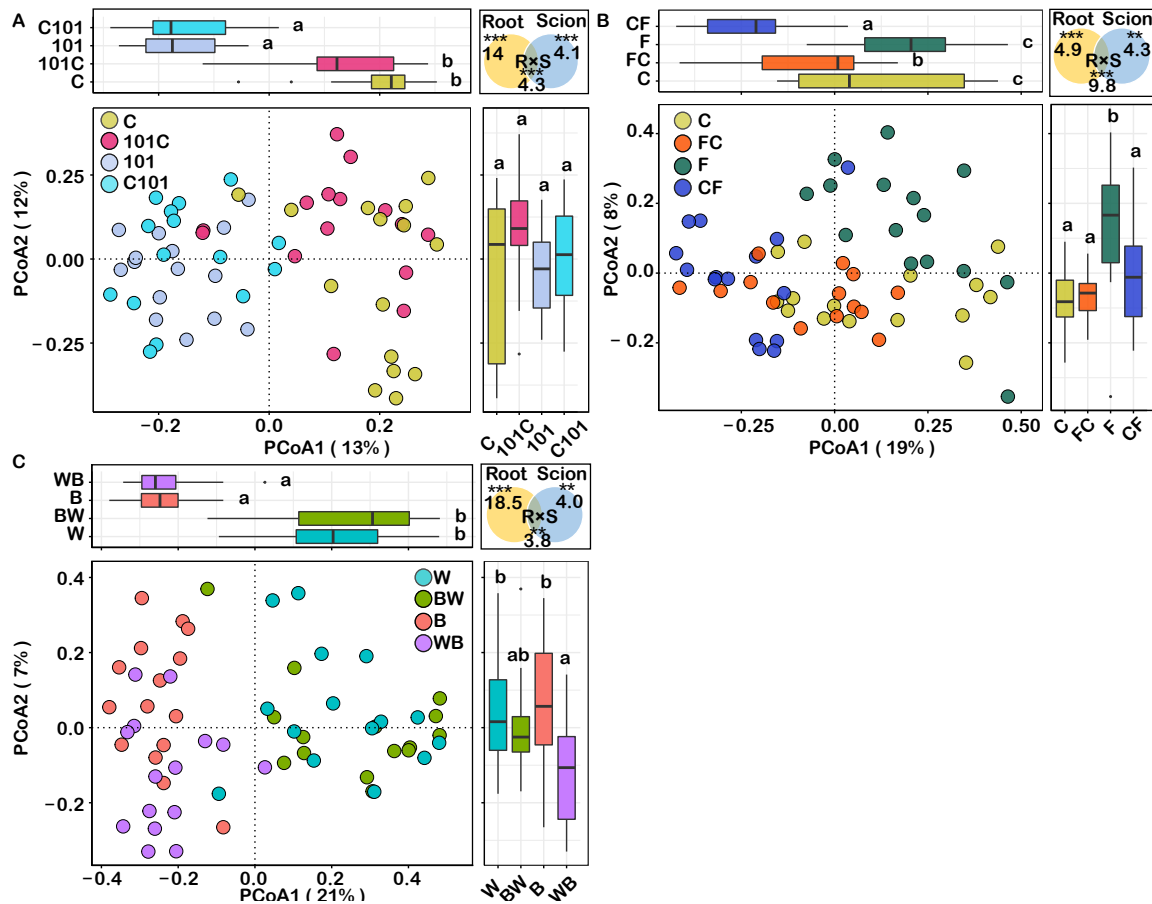 A
C101
101
101C
C
a
a
b
b
Root Scion
*** ***
14 4.1
R×S
***
4.3
C
101C
101
C101
PCoA2 ( 12% )
0.25
0.00
−0.25
−0.2 0.0 0.2
PCoA1 ( 13% )
a a a a
C 101C 101 C101
B
CF
F
FC
C
a
c
b
c
Root Scion
*** **
4.9 4.3
R×S
***
9.8
C
FC
F
CF
PCoA2 ( 8% )
0.4
0.2
0.0
−0.2
−0.25 0.00 0.25 0.50
PCoA1 ( 19% )
a a b a
C FC F CF
C
WB
B
BW
W
a
a
b
b
Root Scion
*** **
18.5 4.0
R×S
**
3.8
W
BW
B
WB
PCoA2 ( 7% )
0.4
0.2
0.0
−0.2
−0.4 −0.2 0.0 0.2 0.4
PCoA1 ( 21% )
b ab b a
W BW B WB